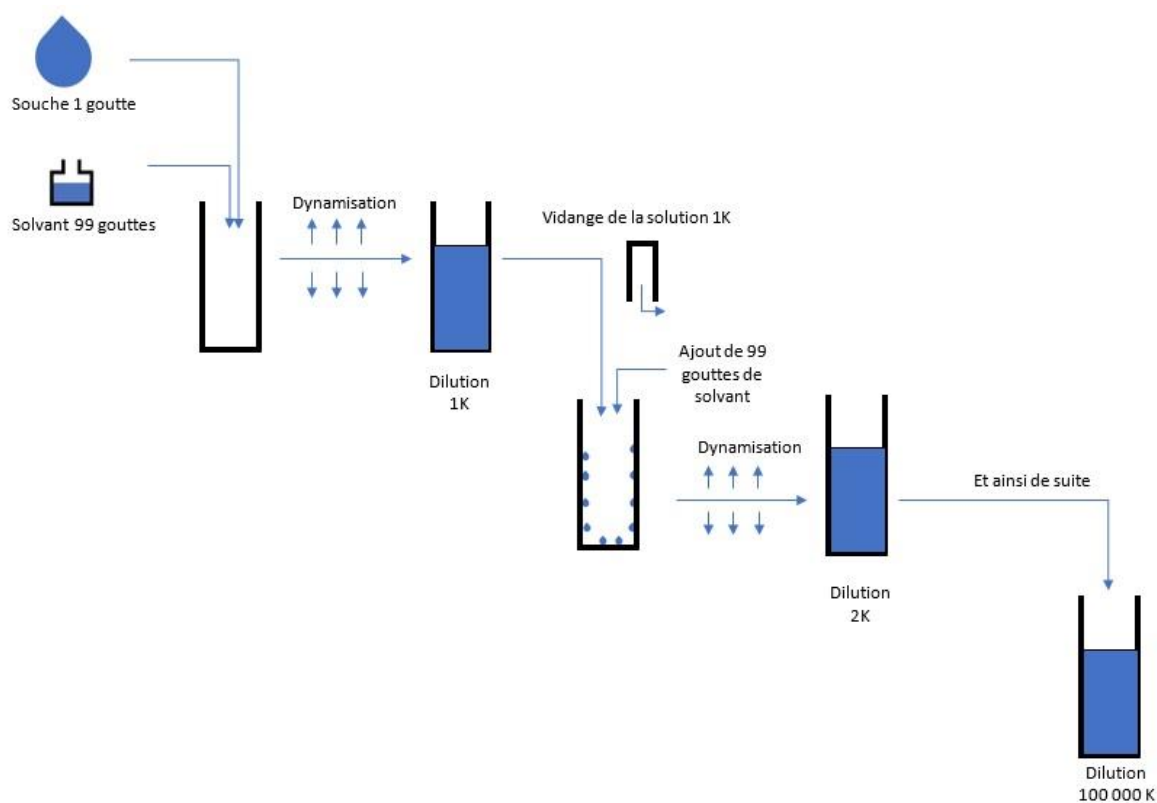 Souche 1 goutte
Solvant 99 gouttes
Dynamisation
Dilution
1K
Vidange de la solution 1K
Ajout de 99
gouttes de
solvant
Dynamisation
Dilution
2K
Et ainsi de suite
Dilution
100 000 K